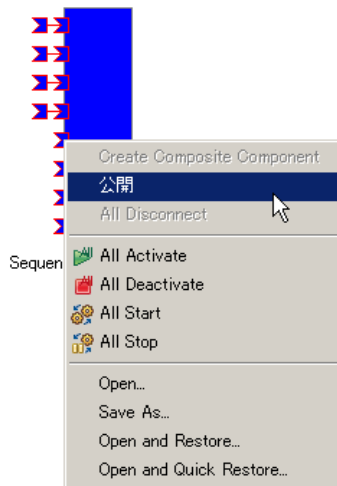 Create Composite Component
公開
All Disconnect
Sequen
All Activate
All Deactivate
All Start
All Stop
Open...
Save As...
Open and Restore...
Open and Quick Restore...